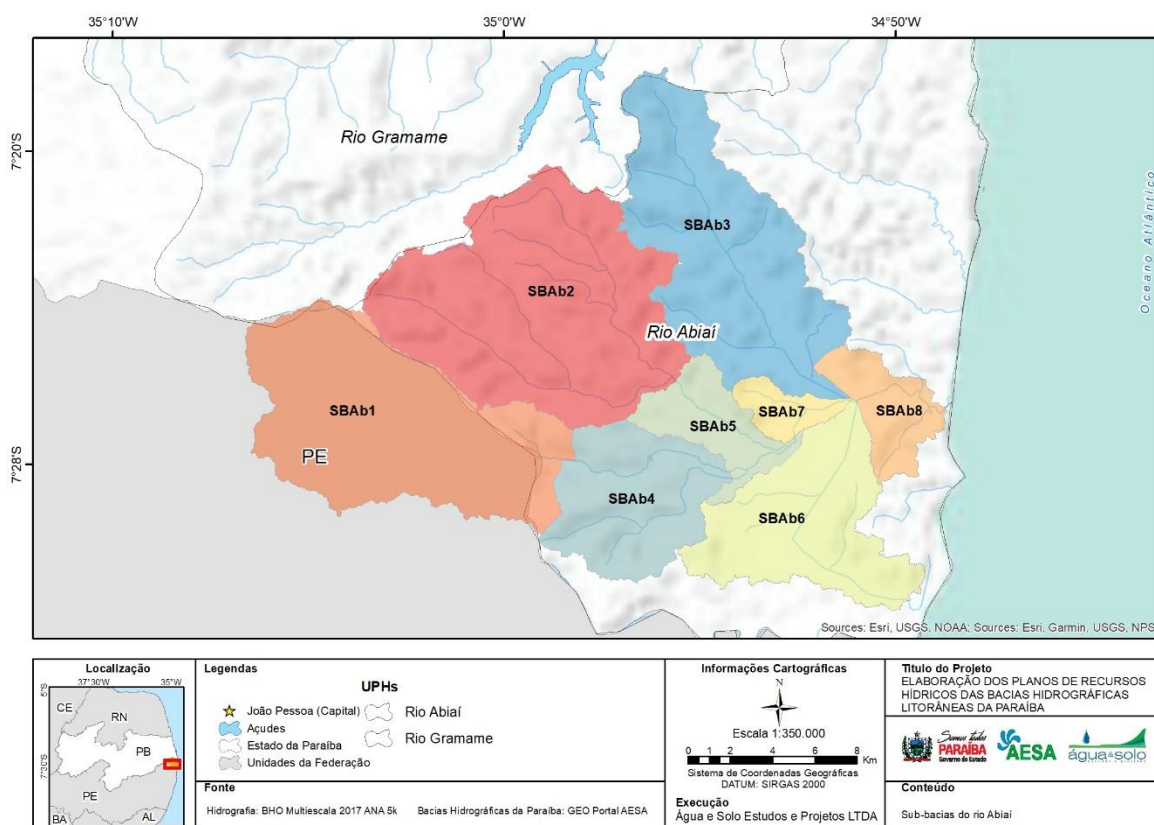 35°10'W
35°0'W
34°50'W
7°20'S
7°28'S
Rio Gramame
SBAb3
SBAb2
Rio Abiaí
SBAb1
PE
SBAb5
SBAb7
SBAb8
SBAb4
SBAb6
Oceano Atlântico
Sources: Esri, USGS, NOAA; Sources: Esri, Garmin, USGS, NPS
Localização
37°30'W
35°W
5°S
7°30'S
CE
RN
PB
PE
BA
AL
Legendas
UPHs
João Pessoa (Capital)
Açudes
Estado da Paraíba
Unidades da Federação
Rio Abiaí
Rio Gramame
Fonte
Hidrografia: BHO Multiescala 2017 ANA 5k
Bacias Hidrográficas da Paraíba: GEO Portal AESA
Informações Cartográficas
N
Escala 1:350.000
0 1 2 4 6 8
Km
Sistema de Coordenadas Geográficas
DATUM: SIRGAS 2000
Execução
Água e Solo Estudos e Projetos LTDA
Título do Projeto
ELABORAÇÃO DOS PLANOS DE RECURSOS
HÍDRICOS DAS BACIAS HIDROGRÁFICAS
LITORÂNEAS DA PARAÍBA
Somos todos
PARAÍBA
Governo do Estado
AESA
água&solo
Conteúdo
Sub-bacias do rio Abiaí